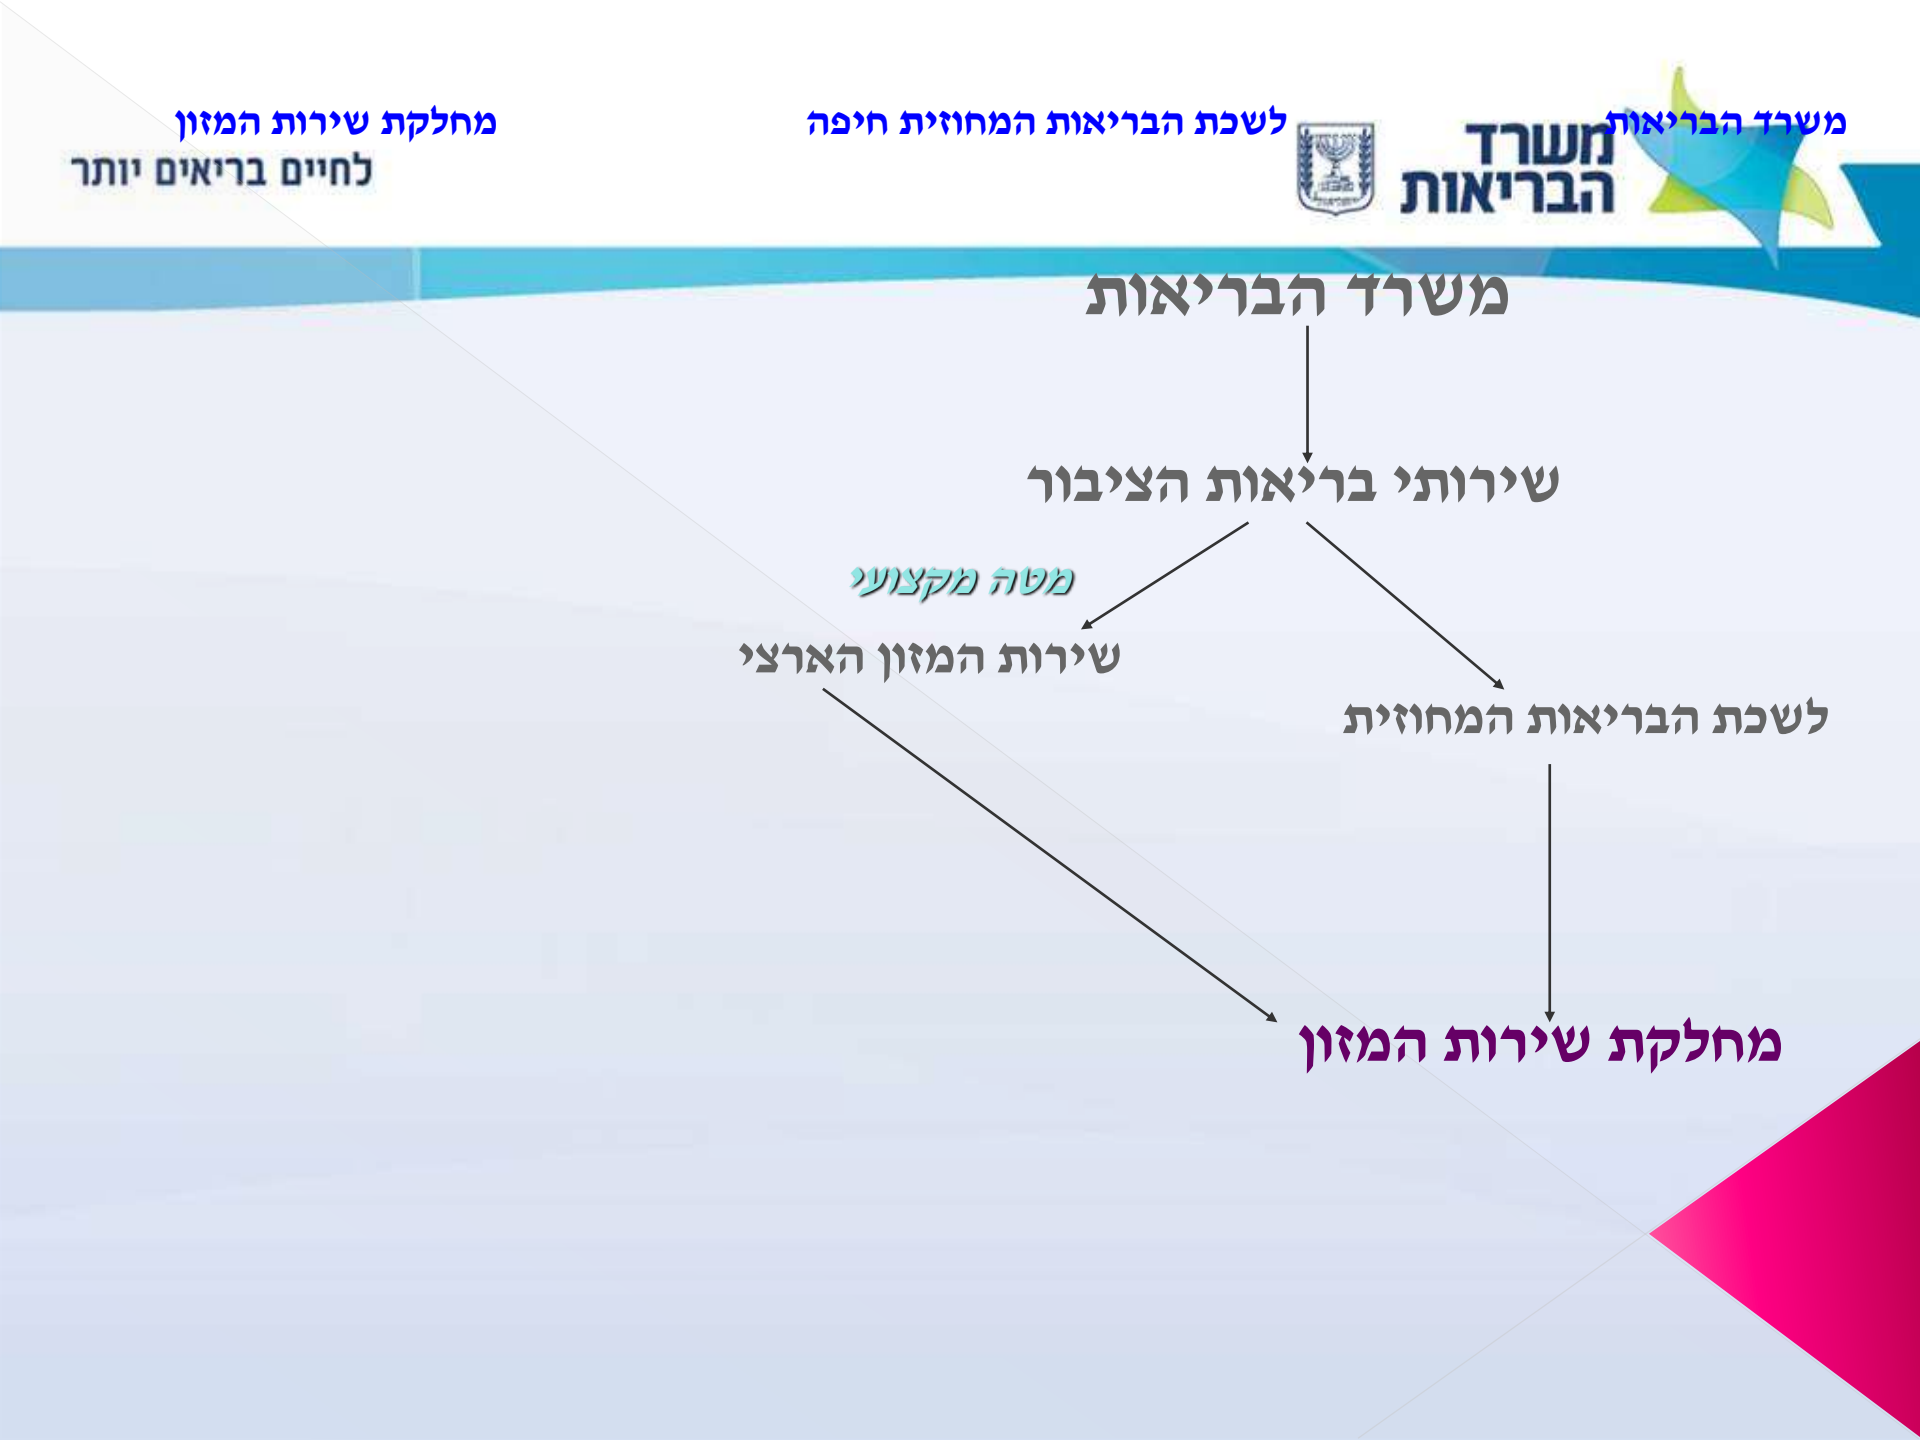 משרד הבריאות
לשכת הבריאות המחוזית חיפה
מחלקת שירות המזון
משרד
הבריאות
לחיים בריאים יותר
משרד הבריאות
שירותי בריאות הציבור
מטה מקצועי
שירות המזון הארצי
לשכת הבריאות המחוזית
מחלקת שירות המזון